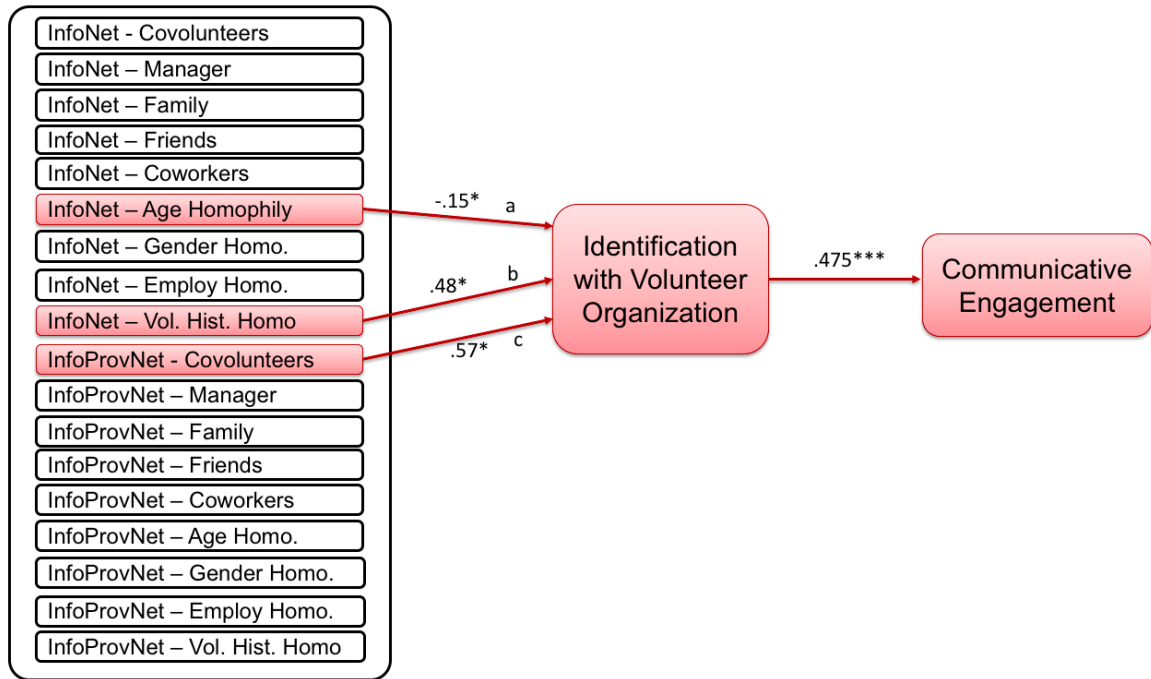 InfoNet - Covolunteers
InfoNet – Manager
InfoNet – Family
InfoNet – Friends
InfoNet – Coworkers
InfoNet – Age Homophily
InfoNet – Gender Homo.
InfoNet – Employ Homo.
InfoNet – Vol. Hist. Homo
InfoProvNet - Covolunteers
InfoProvNet – Manager
InfoProvNet – Family
InfoProvNet – Friends
InfoProvNet – Coworkers
InfoProvNet – Age Homo.
InfoProvNet – Gender Homo.
InfoProvNet – Employ Homo.
InfoProvNet – Vol. Hist. Homo
-.15* a
.48* b
.57* c
Identification
with Volunteer
Organization
.475***
Communicative
Engagement